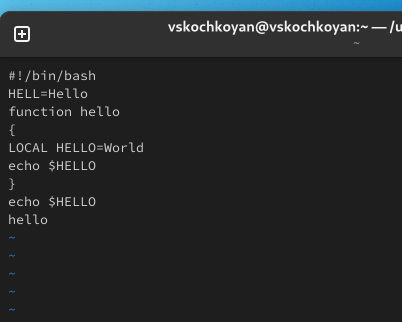 vskochkoyan@vskochkoyan:~ — /u
~
#!/bin/bash
HELL=Hello
function hello
{
LOCAL HELLO=World
echo $HELLO
}
echo $HELLO
hello
~
~
~
~
~